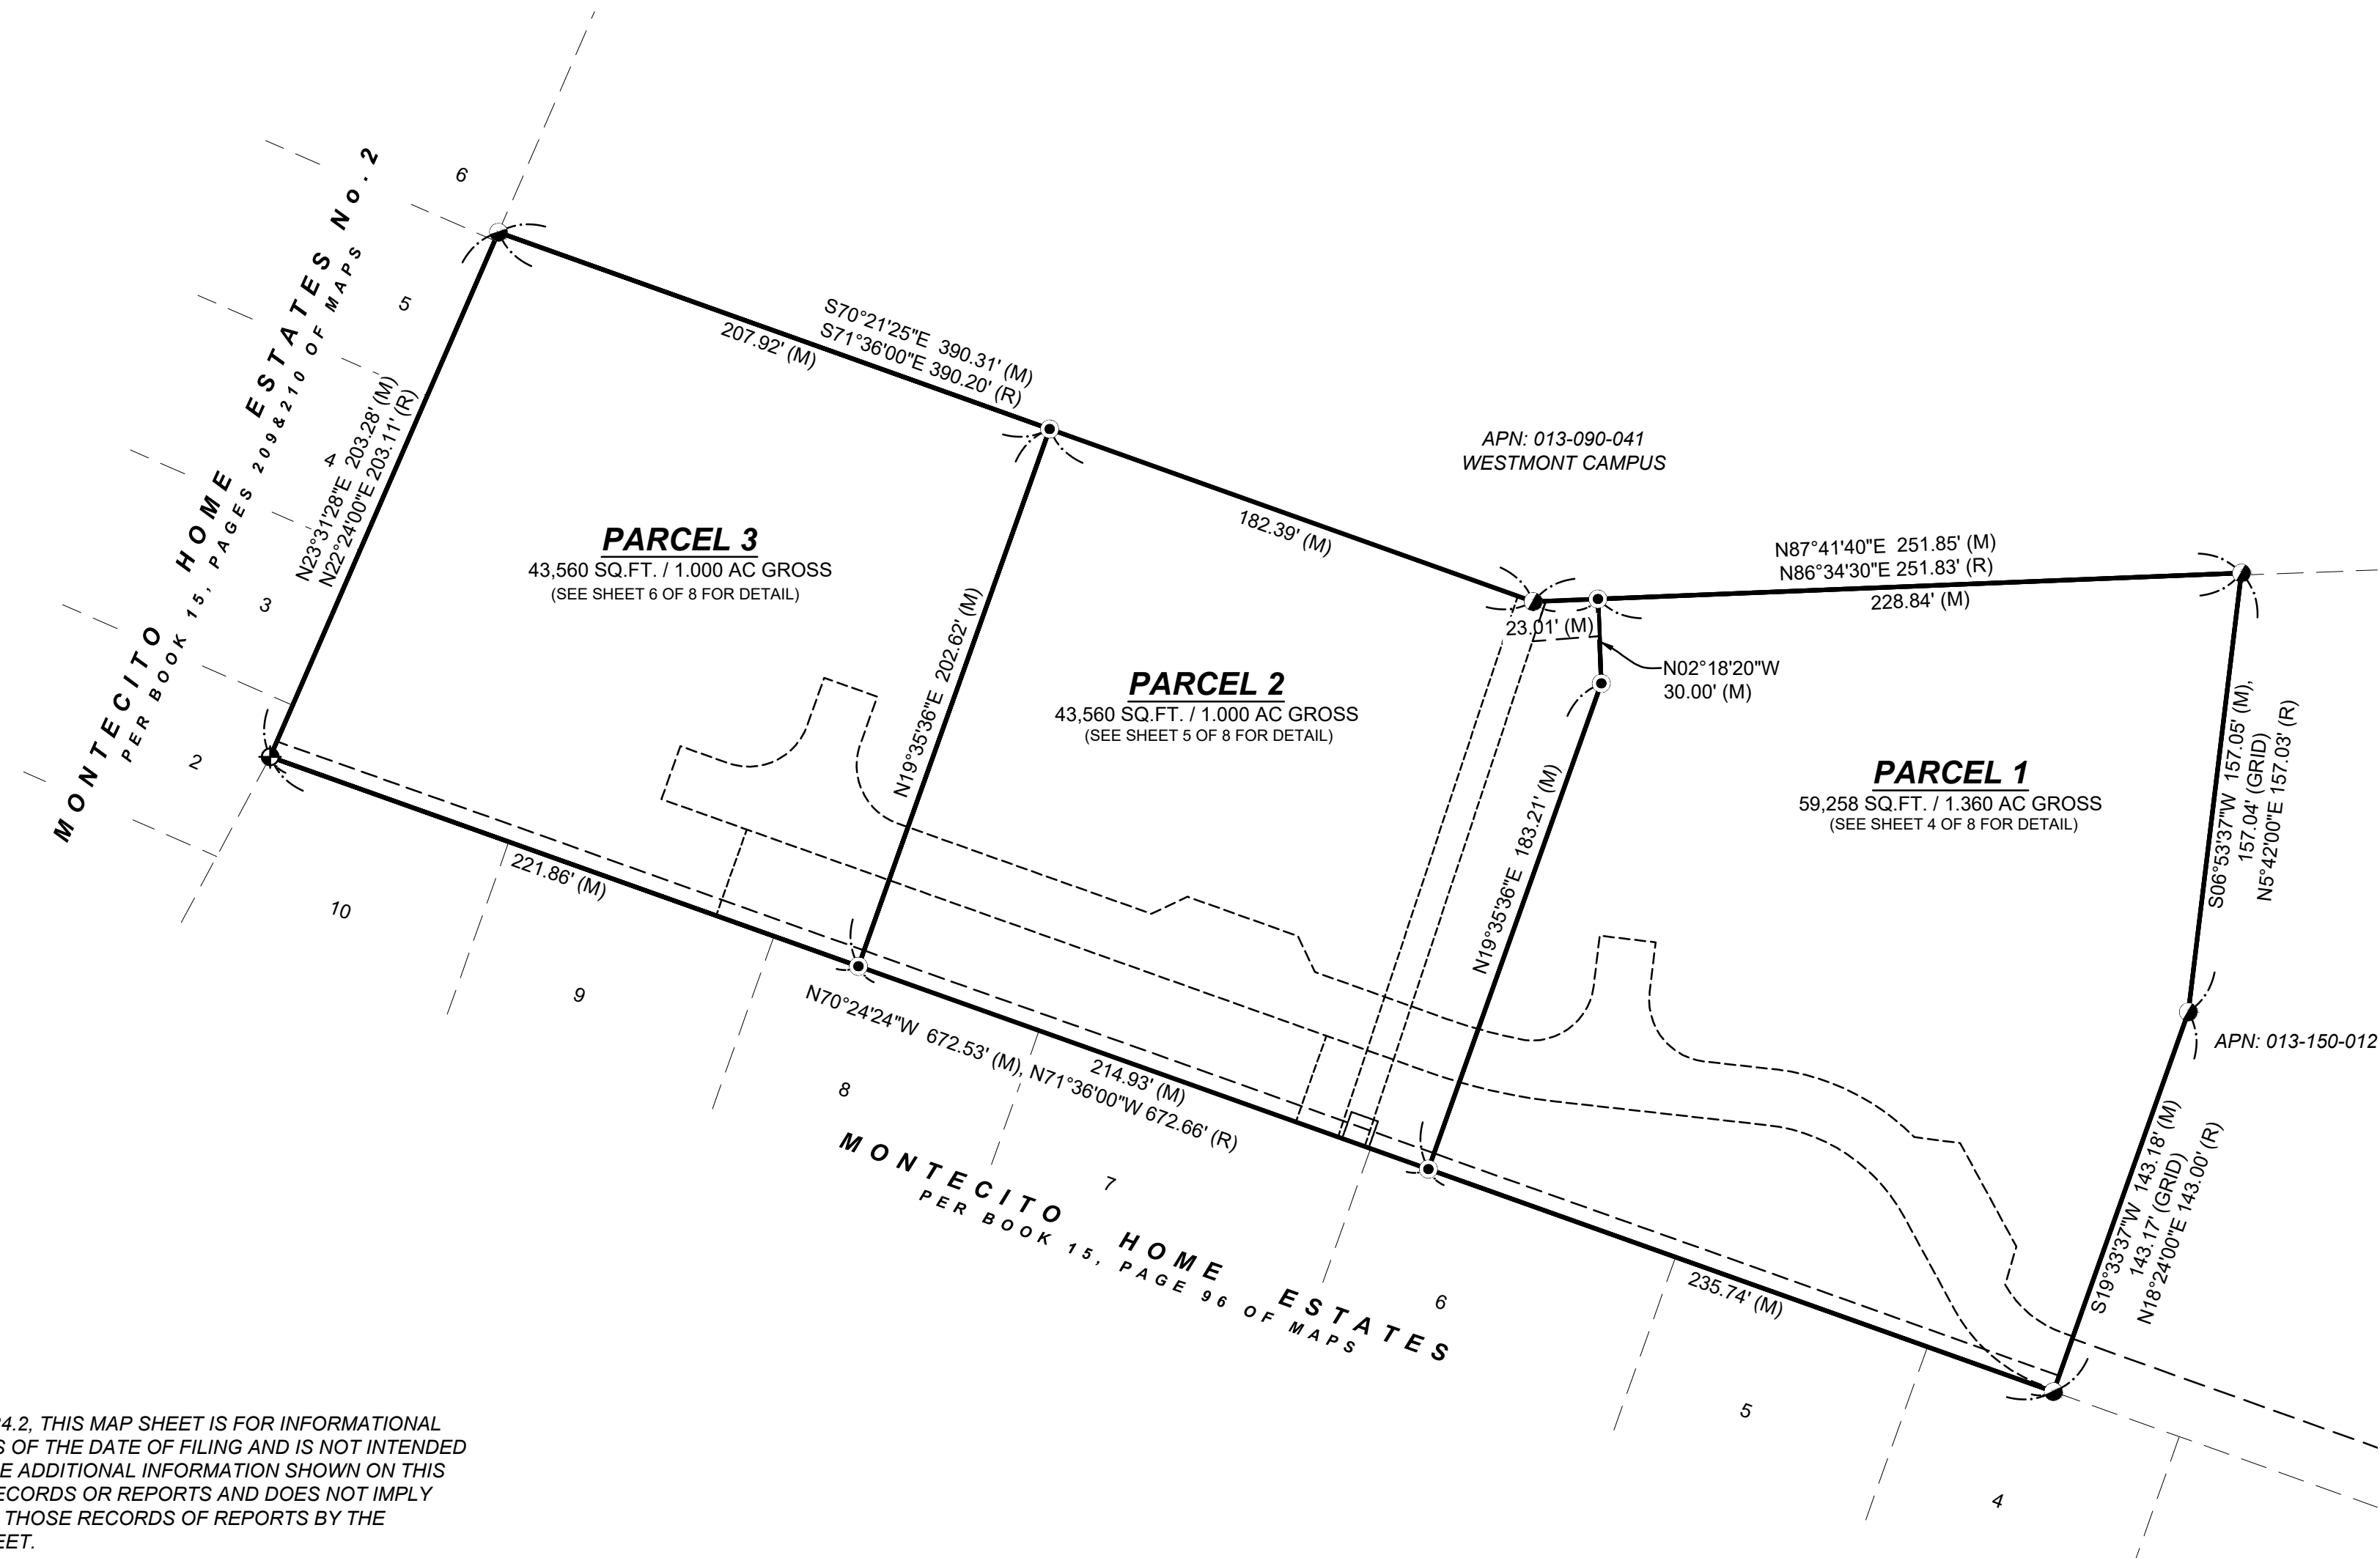 MONTECITO HOME ESTATES No.2
PER BOOK 15, PAGES 209&210 OF MAPS
6
5
4
3
2
N23°31'28"E 203.28' (M)
N22°24'00"E 203.11' (R)
S70°21'25"E 390.31' (M)
S71°36'00"E 390.20' (R)
207.92' (M)
182.39' (M)
APN: 013-090-041
WESTMONT CAMPUS
N87°41'40"E 251.85' (M)
N86°34'30"E 251.83' (R)
228.84' (M)
23.01' (M)
N02°18'20"W
30.00' (M)
PARCEL 3
43,560 SQ.FT. / 1.000 AC GROSS
(SEE SHEET 6 OF 8 FOR DETAIL)
N19°35'36"E 202.62' (M)
PARCEL 2
43,560 SQ.FT. / 1.000 AC GROSS
(SEE SHEET 5 OF 8 FOR DETAIL)
N19°35'36"E 183.21' (M)
PARCEL 1
59,258 SQ.FT. / 1.360 AC GROSS
(SEE SHEET 4 OF 8 FOR DETAIL)
S06°53'37"W 157.05' (M),
157.04' (GRID)
N5°42'00"E 157.03' (R)
APN: 013-150-012
S19°33'37"W 143.18' (M)
143.17' (GRID)
N18°24'00"E 143.00' (R)
221.86' (M)
214.93' (M)
235.74' (M)
N70°24'24"W 672.53' (M), N71°36'00"W 672.66' (R)
10
9
8
7
6
5
4
MONTECITO HOME ESTATES
PER BOOK 15, PAGE 96 OF MAPS
4.2, THIS MAP SHEET IS FOR INFORMATIONAL
S OF THE DATE OF FILING AND IS NOT INTENDED
E ADDITIONAL INFORMATION SHOWN ON THIS
ECORDS OR REPORTS AND DOES NOT IMPLY
THOSE RECORDS OF REPORTS BY THE
EET.